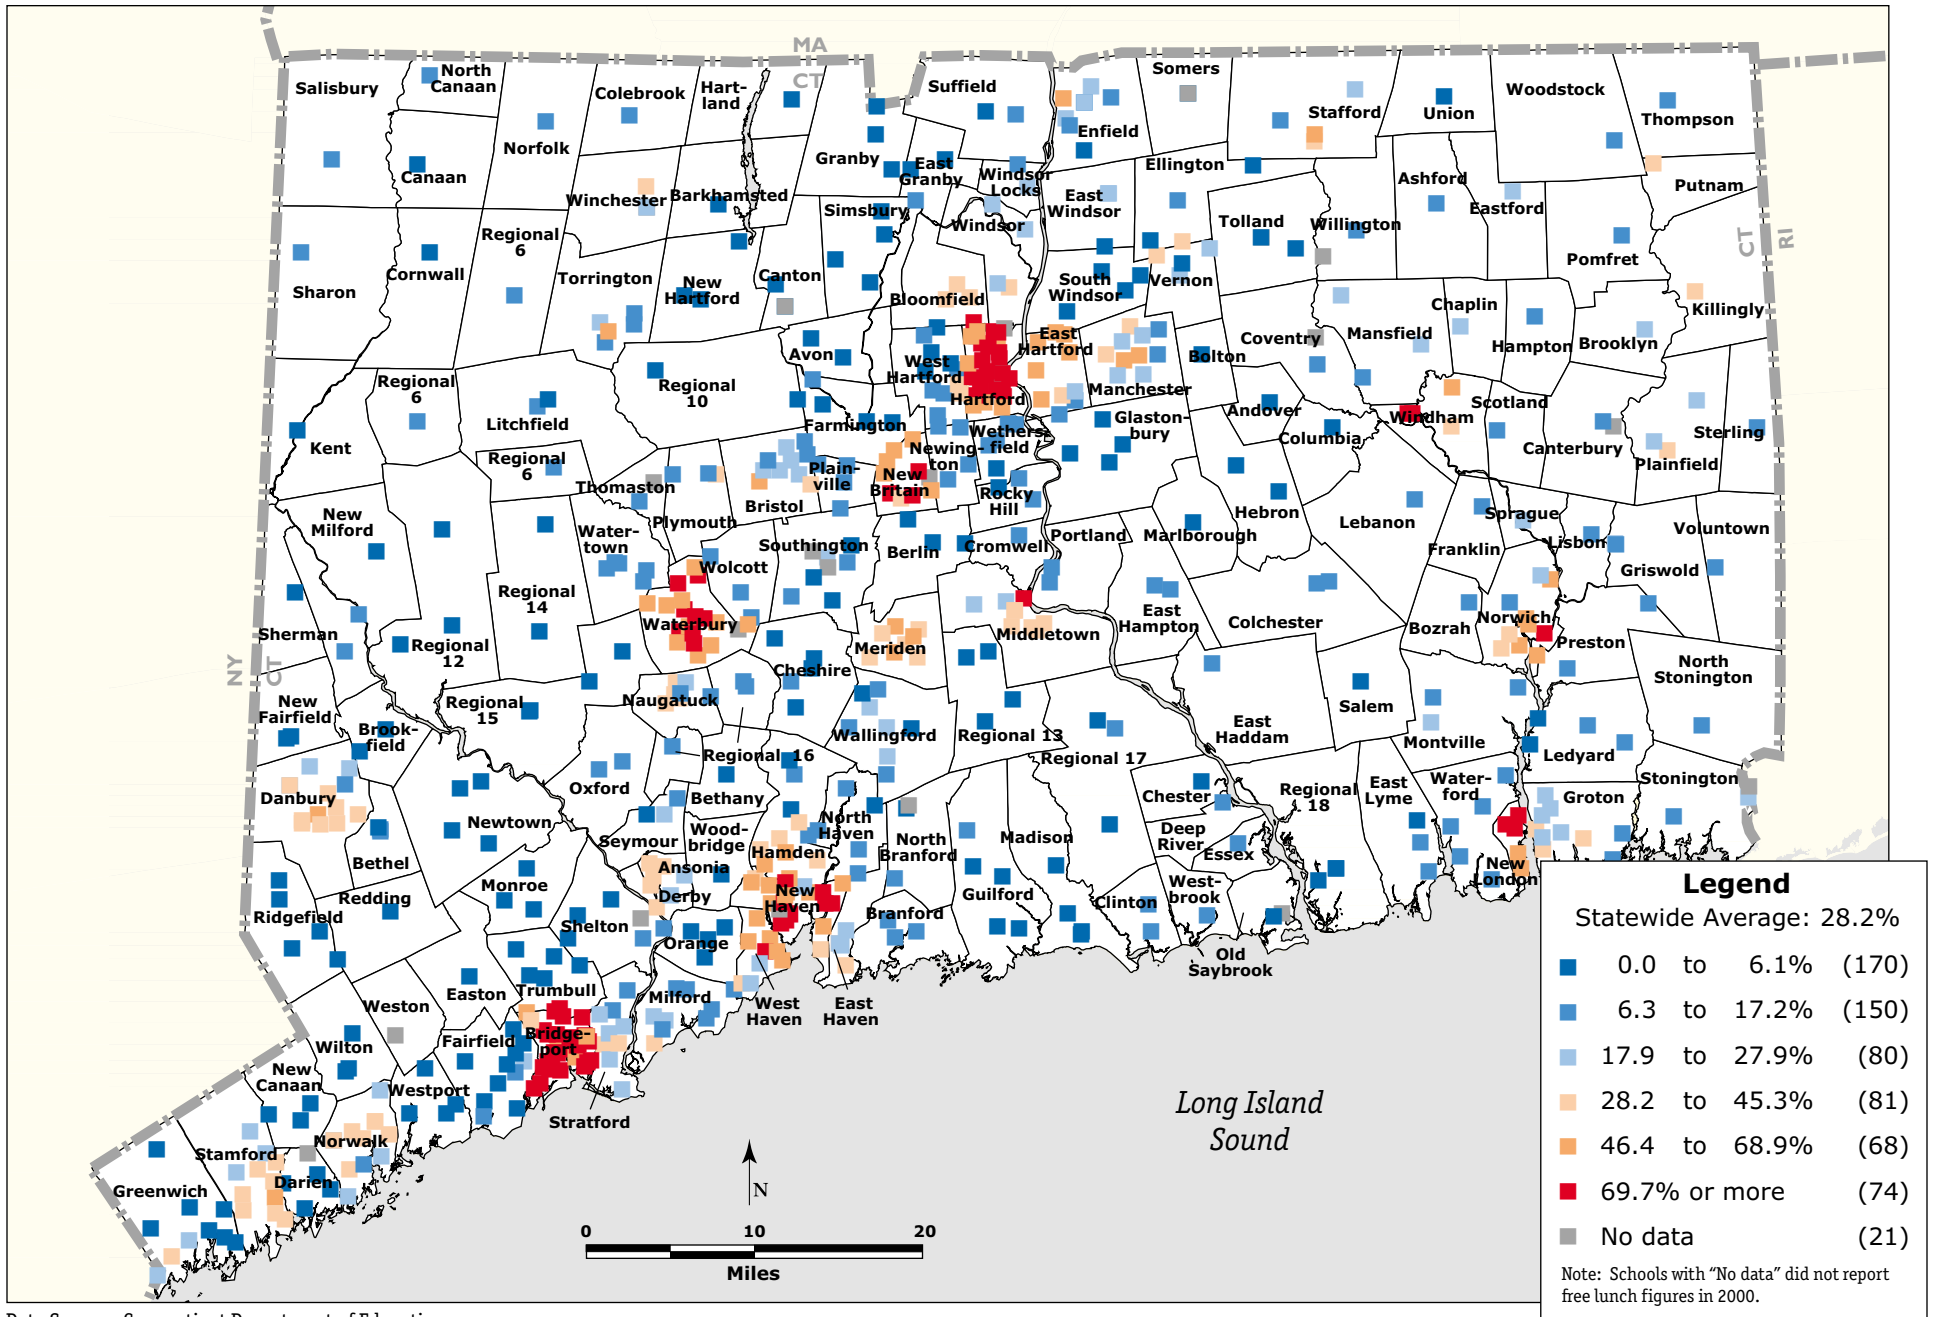 MA
CT
Salisbury
North
Canaan
Colebrook
Hart-
land
Suffield
Somers
Stafford
Union
Woodstock
Thompson
Norfolk
Canaan
Granby
East
Granby
Windsor
Locks
Enfield
Ellington
Ashford
Eastford
Putnam
Winchester
Barkhamsted
Simsbury
Windsor
East
Windsor
Tolland
Willington
Regional
6
Cornwall
Sharon
Torrington
New
Hartford
Canton
Bloomfield
South
Windsor
Vernon
Pomfret
CT
RI
Killingly
Chaplin
Mansfield
Coventry
Hampton
Brooklyn
Avon
West
Hartford
East
Hartford
Hartford
Manchester
Bolton
Regional
6
Regional
10
Litchfield
Kent
Farmington
Glaston-
bury
Andover
Columbia
Windham
Scotland
Canterbury
Sterling
Plainfield
Regional
6
Thomaston
Plain-
ville
Bristol
Newing-
ton
Wethers-
field
New
Britain
Rocky
Hill
Hebron
Lebanon
Sprague
Voluntown
New
Milford
Water-
town
Plymouth
Southington
Berlin
Cromwell
Portland
Marlborough
Franklin
Lisbon
Griswold
Wolcott
Regional
14
Waterbury
Meriden
Middletown
East
Hampton
Colchester
Bozrah
Norwich
Preston
Sherman
Regional
12
Cheshire
North
Stonington
NY
CT
New
Fairfield
Brook-
field
Regional
15
Naugatuck
Regional 16
Wallingford
Regional 13
Regional 17
East
Haddam
Salem
Montville
Ledyard
Danbury
Oxford
Bethany
Chester
Regional
18
East
Lyme
Water-
ford
Groton
Stonington
Newtown
Seymour
Wood-
bridge
Hamden
North
Haven
North
Branford
Madison
Deep
River
Essex
Bethel
Ansonia
New
London
Redding
Monroe
Derby
New
Haven
Guilford
West-
brook
Clinton
Ridgefield
Shelton
Orange
Branford
Old
Saybrook
Weston
Easton
Trumbull
Milford
West
Haven
East
Haven
Wilton
Fairfield
Bridge-
port
New
Canaan
Westport
Stratford
Norwalk
Stamford
Darien
Greenwich
Long Island
Sound
N
0 10 20
Miles
Legend
Statewide Average: 28.2%
0.0 to 6.1% (170)
6.3 to 17.2% (150)
17.9 to 27.9% (80)
28.2 to 45.3% (81)
46.4 to 68.9% (68)
69.7% or more (74)
No data (21)
Note: Schools with “No data” did not report
free lunch figures in 2000.